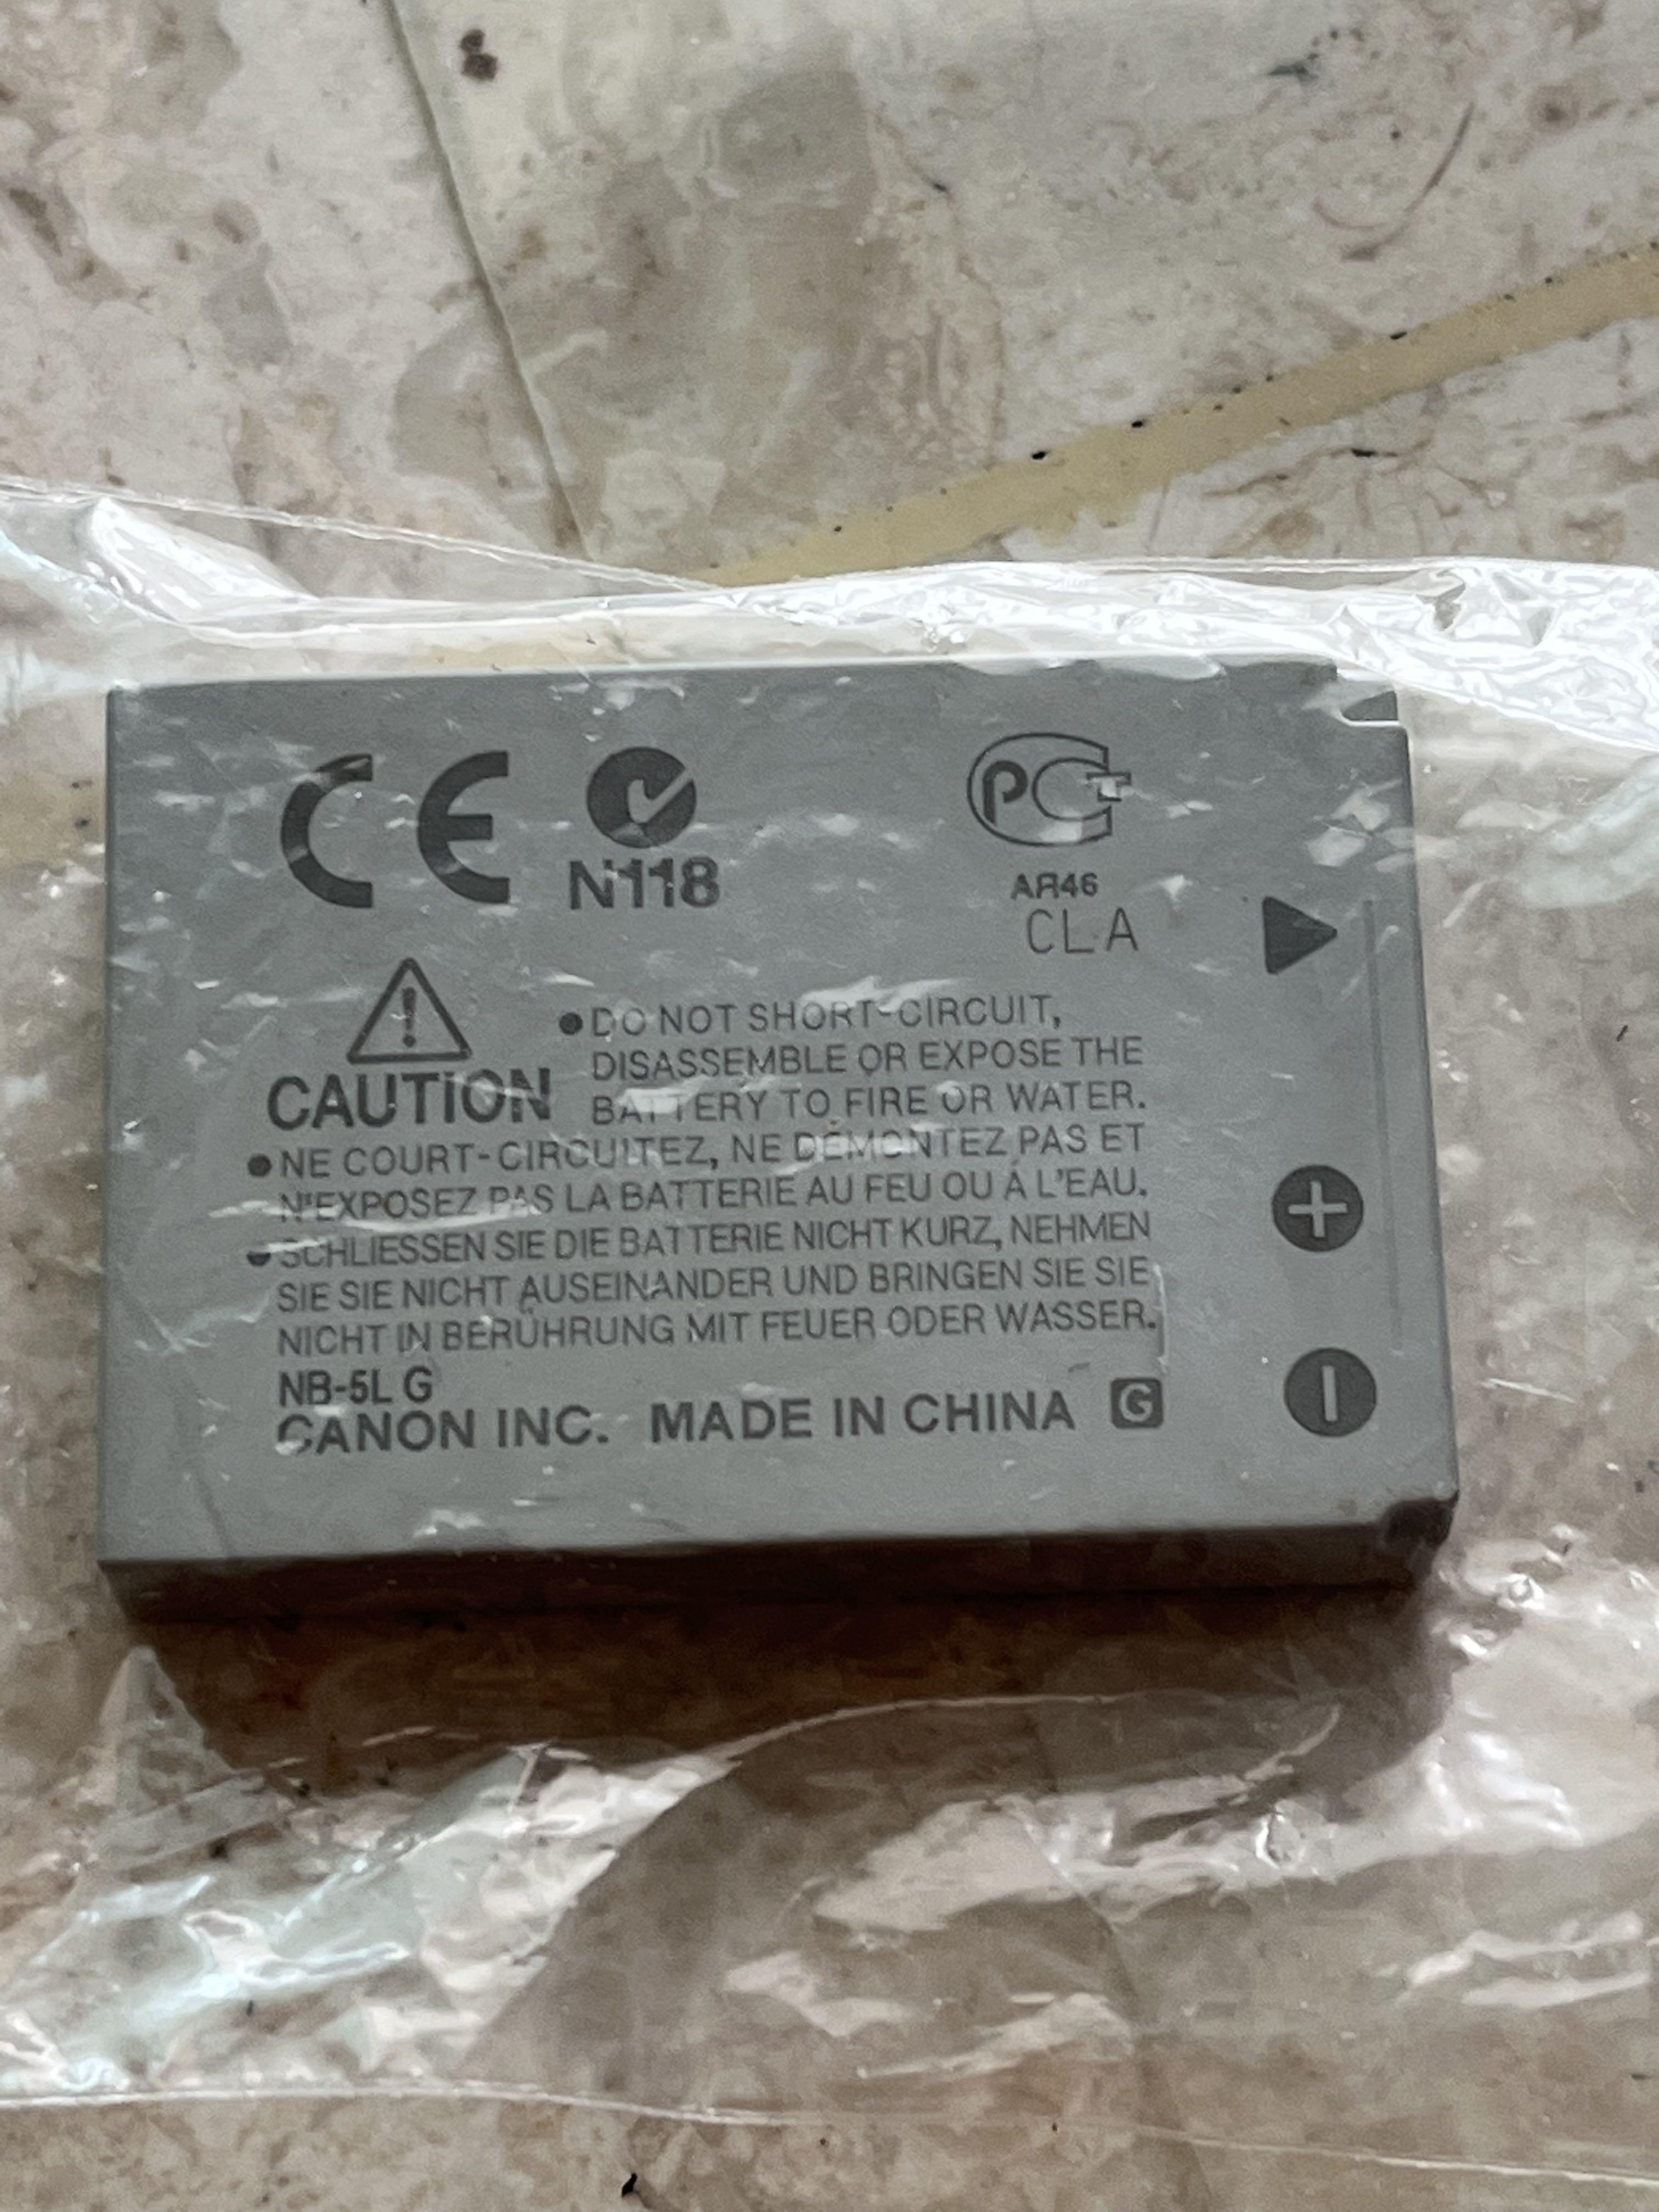 CE
N118
PCT
AR46
CL A
CAUTION
●DO NOT SHORT-CIRCUIT,
DISASSEMBLE OR EXPOSE THE
BATTERY TO FIRE OR WATER.
●NE COURT-CIRCUITEZ, NE DÉMONTEZ PAS ET
N'EXPOSEZ PAS LA BATTERIE AU FEU OU À L'EAU.
●SCHLIESSEN SIE DIE BATTERIE NICHT KURZ, NEHMEN
SIE SIE NICHT AUSEINANDER UND BRINGEN SIE SIE
NICHT IN BERÜHRUNG MIT FEUER ODER WASSER.
NB-5L G
CANON INC. MADE IN CHINA G